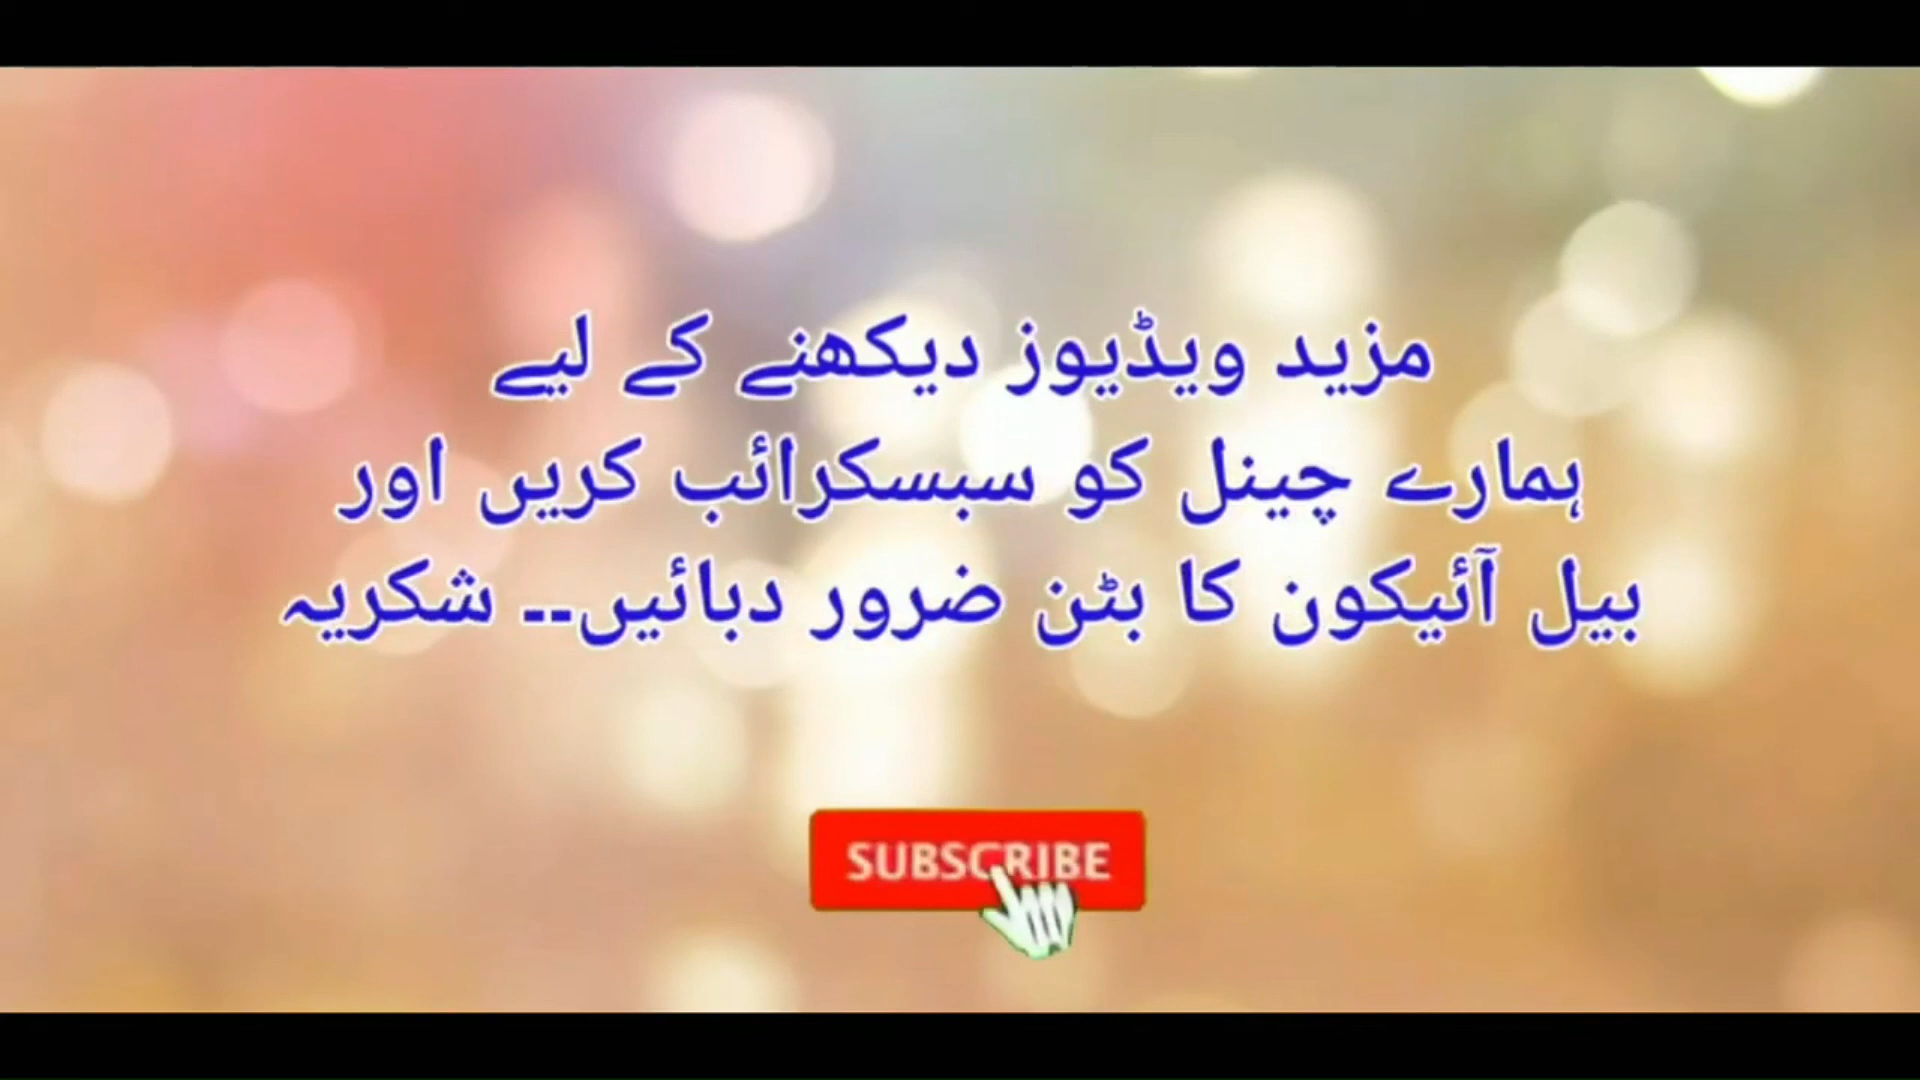 مزید ویڈیوز دیکھنے کے لیے
ہمارے چینل کو سبسکرائب کریں اور
بیل آئیکون کا بٹن ضرور دبائیں-- شکریہ
SUBSCRIBE